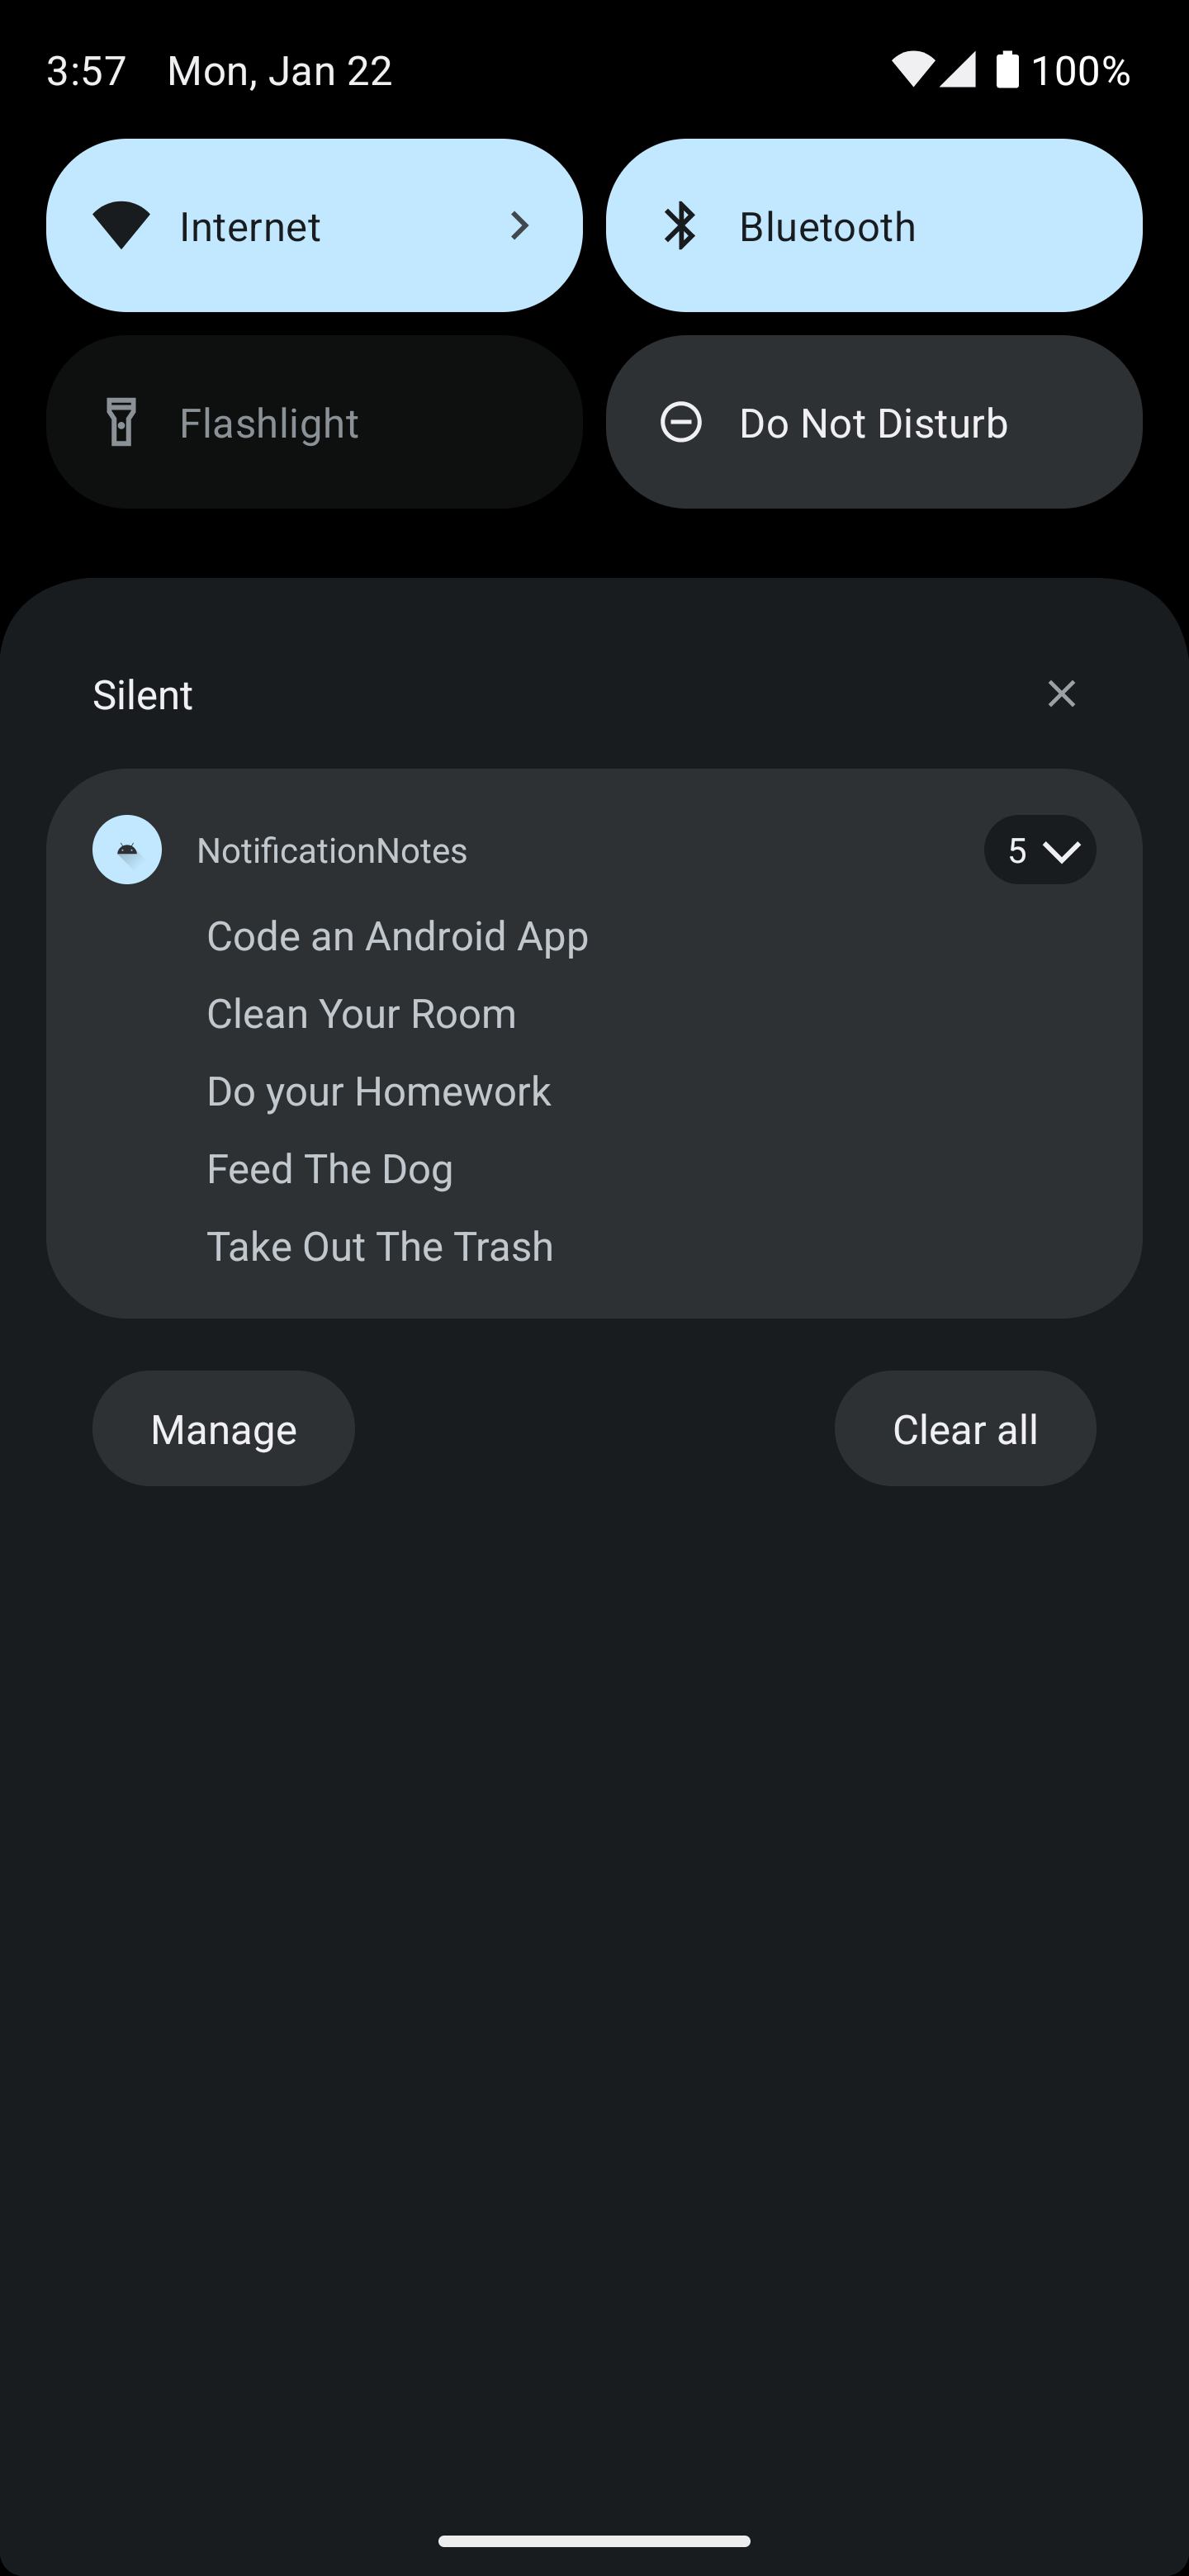 3:57 Mon, Jan 22 100%
Internet Bluetooth
Flashlight Do Not Disturb
Silent
NotificationNotes 5
Code an Android App
Clean Your Room
Do your Homework
Feed The Dog
Take Out The Trash
Manage Clear all